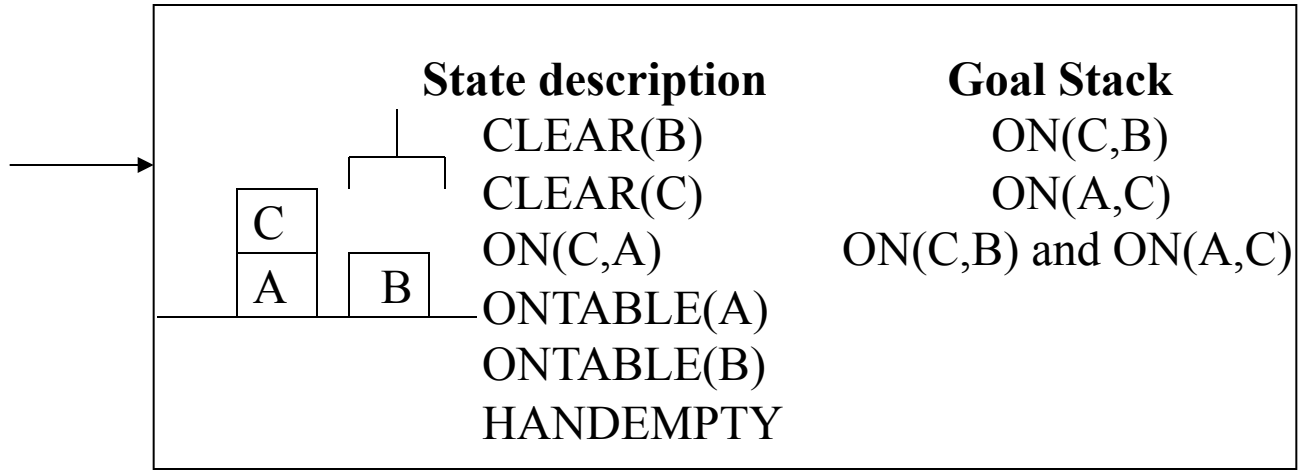 State description Goal Stack
CLEAR(B) ON(C,B)
CLEAR(C) ON(A,C)
C
ON(C,A) ON(C,B) and ON(A,C)
A B
ONTABLE(A)
ONTABLE(B)
HANDEMPTY